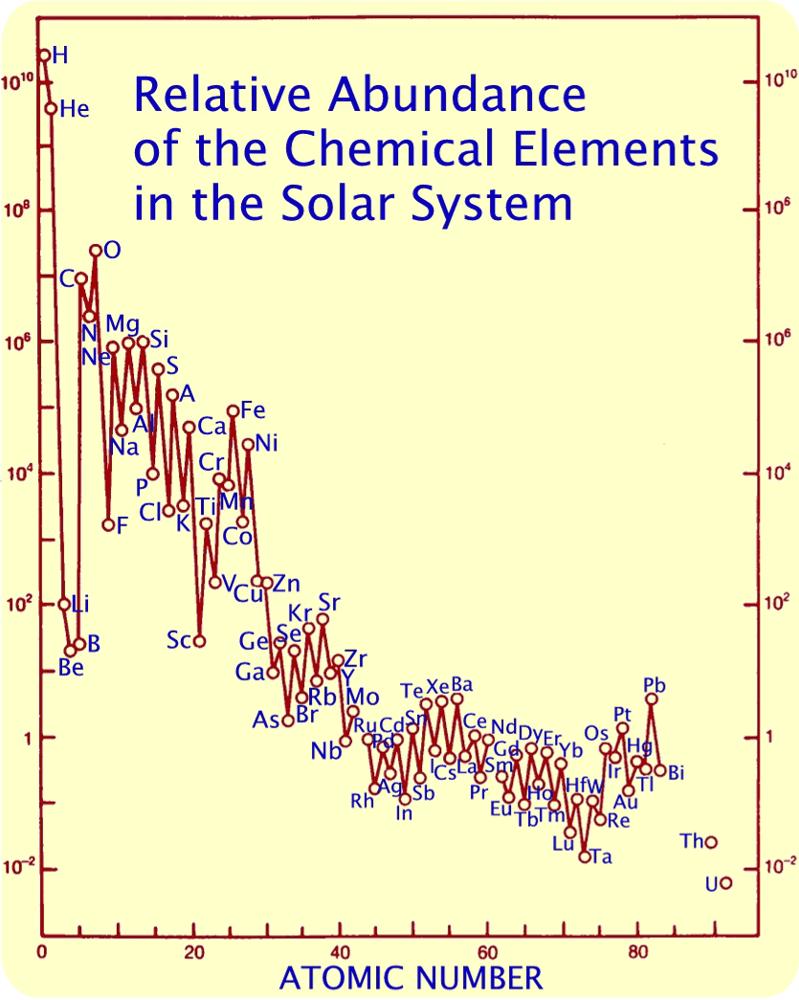 Relative Abundance
of the Chemical Elements
in the Solar System
H
He
Li
Be
B
C
N
O
F
Ne
Na
Mg
Al
Si
P
S
Cl
A
K
Ca
Sc
Ti
V
Cr
Mn
Fe
Co
Ni
Cu
Zn
Ga
Ge
As
Se
Br
Kr
Rb
Sr
Y
Zr
Nb
Mo
Ru
Rh
Pd
Ag
Cd
In
Sn
Sb
Te
I
Xe
Cs
Ba
La
Ce
Pr
Nd
Sm
Eu
Gd
Tb
Dy
Ho
Er
Tm
Yb
Lu
Hf
Ta
W
Re
Os
Ir
Pt
Au
Hg
Tl
Pb
Bi
Th
U
10¹⁰
10⁸
10⁶
10⁴
10²
1
10⁻²
10¹⁰
10⁶
10⁶
10⁴
10²
1
10⁻²
0 20 40 60 80
ATOMIC NUMBER